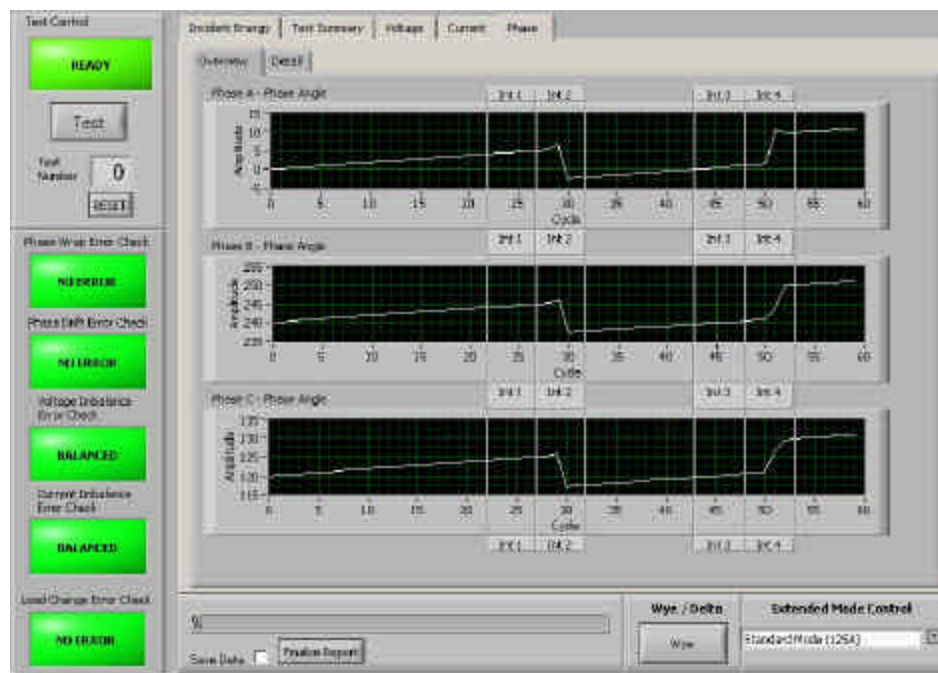 Test Control
READY
Test
Test Number
0
RESET
Phase Wrap Error Check
NO ERROR
Phase Drift Error Check
NO ERROR
Voltage Imbalance
Error Check
BALANCED
Current Imbalance
Error Check
BALANCED
Load Change Error Check
NO ERROR
Incident Energy Test Summary Voltage Current Phase
Overview Detail
Phase A - Phase Angle
Int 1 Int 2 Int 3 Int 4
Amplitude
15
10
5
0
-5
0 5 10 15 20 25 30 35 40 45 50 55 60
Cycle
Phase B - Phase Angle
Int 1 Int 2 Int 3 Int 4
Amplitude
255
250
245
240
235
0 5 10 15 20 25 30 35 40 45 50 55 60
Cycle
Phase C - Phase Angle
Int 1 Int 2 Int 3 Int 4
Amplitude
135
130
125
120
115
0 5 10 15 20 25 30 35 40 45 50 55 60
Cycle
Int 1 Int 2 Int 3 Int 4
%
Save Data
Finalize Report
Wye / Delta
Wye
Extended Mode Control
Standard Mode (125A)